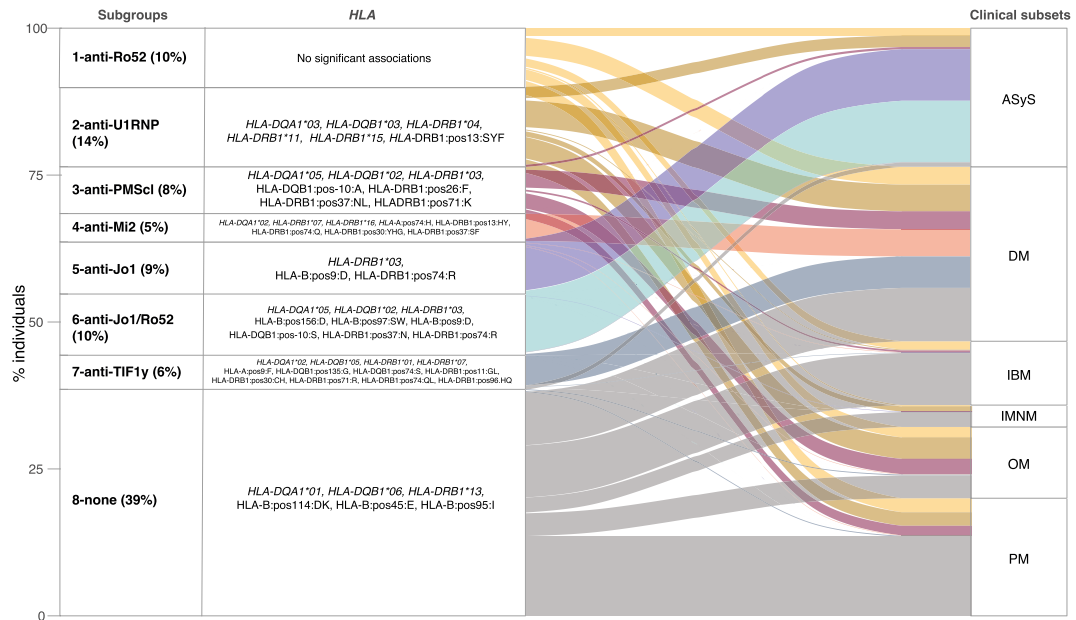 Subgroups
HLA
Clinical subsets
100
75
50
25
0
% individuals
1-anti-Ro52 (10%)
No significant associations
2-anti-U1RNP
(14%)
HLA-DQA1*03, HLA-DQB1*03, HLA-DRB1*04,
HLA-DRB1*11, HLA-DRB1*15, HLA-DRB1:pos13:SYF
3-anti-PMScl (8%)
HLA-DQA1*05, HLA-DQB1*02, HLA-DRB1*03,
HLA-DQB1:pos-10:A, HLA-DRB1:pos26:F,
HLA-DRB1:pos37:NL, HLADRB1:pos71:K
4-anti-Mi2 (5%)
HLA-DQA1*02, HLA-DRB1*07, HLA-DRB1*16, HLA-A:pos74:H, HLA-DRB1:pos13:HY,
HLA-DRB1:pos74:Q, HLA-DRB1:pos30:YHG, HLA-DRB1:pos37:SF
5-anti-Jo1 (9%)
HLA-DRB1*03,
HLA-B:pos9:D, HLA-DRB1:pos74:R
6-anti-Jo1/Ro52
(10%)
HLA-DQA1*05, HLA-DQB1*02, HLA-DRB1*03,
HLA-B:pos156:D, HLA-B:pos97:SW, HLA-B:pos9:D,
HLA-DQB1:pos-10:S, HLA-DRB1:pos37:N, HLA-DRB1:pos74:R
7-anti-TIF1y (6%)
HLA-DQA1*02, HLA-DQB1*05, HLA-DRB1*01, HLA-DRB1*07,
HLA-A:pos9:F, HLA-DQB1:pos135:G, HLA-DQB1:pos74:S, HLA-DRB1:pos11:GL,
HLA-DRB1:pos30:CH, HLA-DRB1:pos71:R, HLA-DRB1:pos74:QL, HLA-DRB1:pos96:HQ
8-none (39%)
HLA-DQA1*01, HLA-DQB1*06, HLA-DRB1*13,
HLA-B:pos114:DK, HLA-B:pos45:E, HLA-B:pos95:I
ASyS
DM
IBM
IMNM
OM
PM